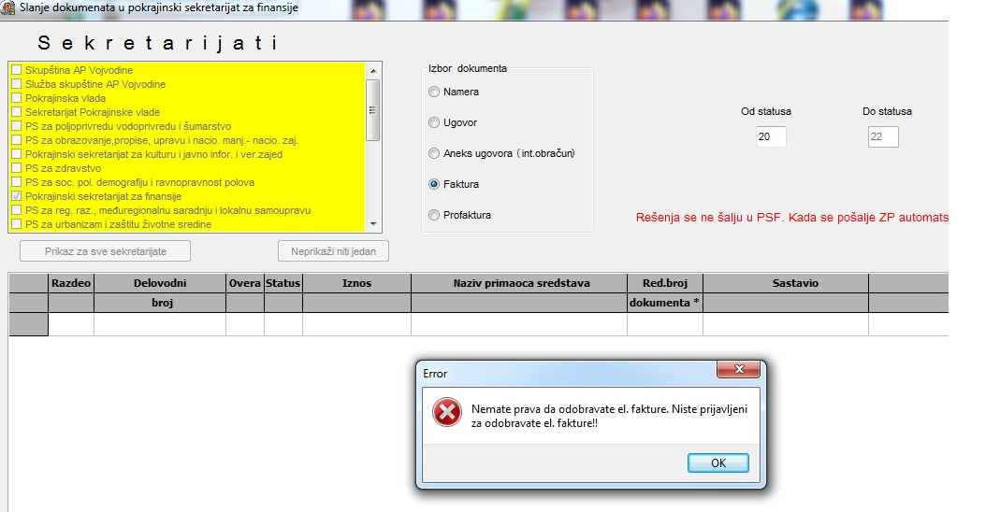 Slanje dokumenata u pokrajinski sekretarijat za finansije
Sekretarijati
Skupština AP Vojvodine
Služba skupštine AP Vojvodine
Pokrajinska vlada
Sekretarijat Pokrajinske vlade
PS za poljoprivredu vodoprivredu i šumarstvo
PS za obrazovanje,propise, upravu i nacio. manj.- nacio. zaj.
Pokrajinski sekretarijat za kulturu i javno infor. i ver.zajed
PS za zdravstvo
PS za soc. pol. demografiju i ravnopravnost polova
Pokrajinski sekretarijat za finansije
PS za reg. raz., međuregionalnu saradnju i lokalnu samoupravu
PS za urbanizam i zaštitu životne sredine
Prikaz za sve sekretarijate
Neprikaži niti jedan
Izbor dokumenta
Namera
Ugovor
Aneks ugovora (int.obračun)
Faktura
Profaktura
Od statusa
Do statusa
20
22
Rešenja se ne šalju u PSF. Kada se pošalje ZP automats
Razdeo Delovodni Overa Status Iznos Naziv primaoca sredstava Red.broj Sastavio
broj dokumenta *
Error
Nemate prava da odobravate el. fakture. Niste prijavljeni
za odobravate el. fakture!!
OK